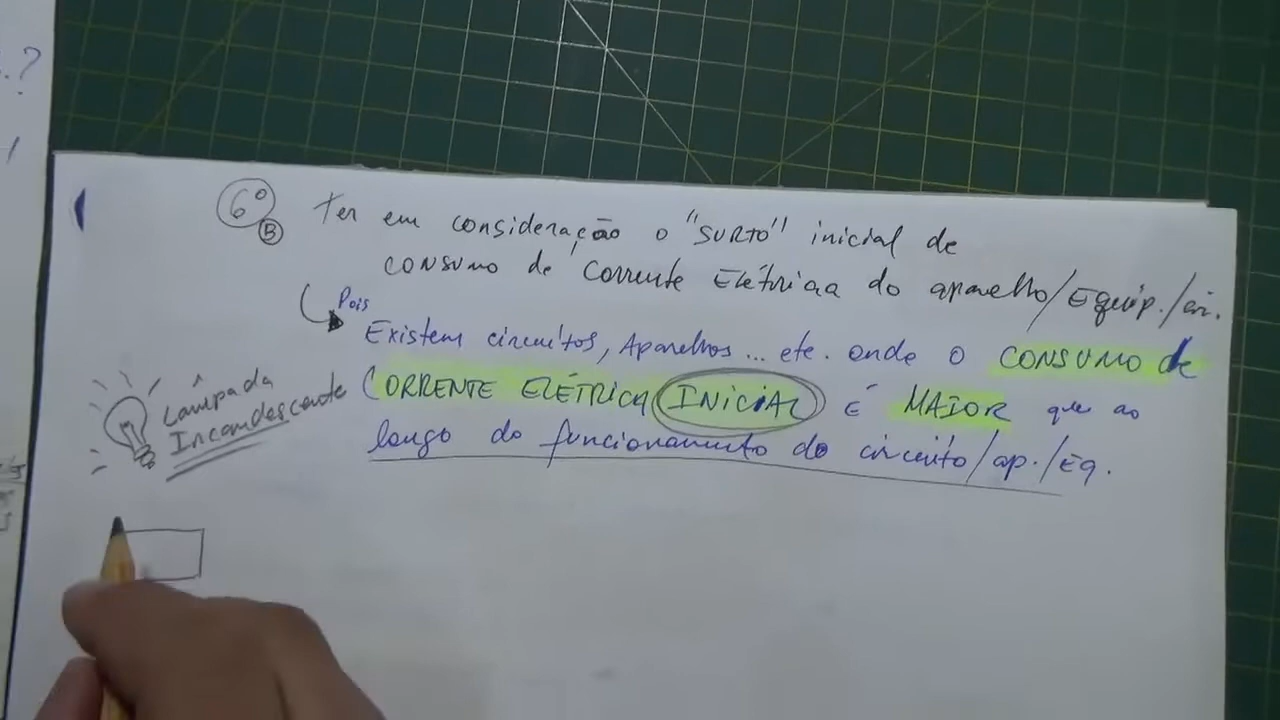 6º B Ter em consideração o "SURTO" inicial de
CONSUMO de Corrente Elétrica do aparelho/Equip./cir.
Pois
Existem circuitos, Aparelhos... etc. onde o CONSUMO de
CORRENTE ELÉTRICA INICIAL É MAIOR que ao
longo do funcionamento do circuito/ap./Eq.
Lâmpada
Incandescente